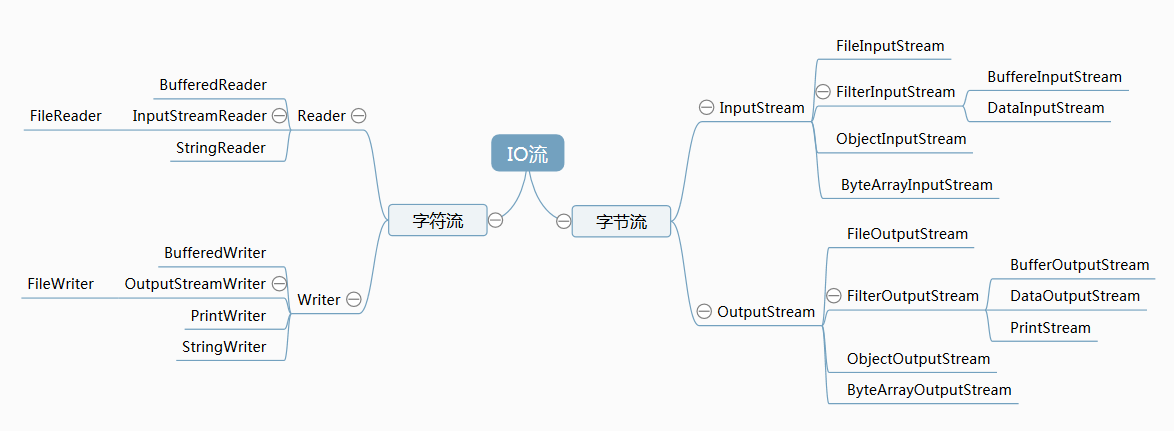 IO流
字符流
Reader
BufferedReader
InputStreamReader
FileReader
StringReader
Writer
BufferedWriter
OutputStreamWriter
FileWriter
PrintWriter
StringWriter
字节流
InputStream
FileInputStream
FilterInputStream
BuffereInputStream
DataInputStream
ObjectInputStream
ByteArrayInputStream
OutputStream
FileOutputStream
FilterOutputStream
BufferOutputStream
DataOutputStream
PrintStream
ObjectOutputStream
ByteArrayOutputStream